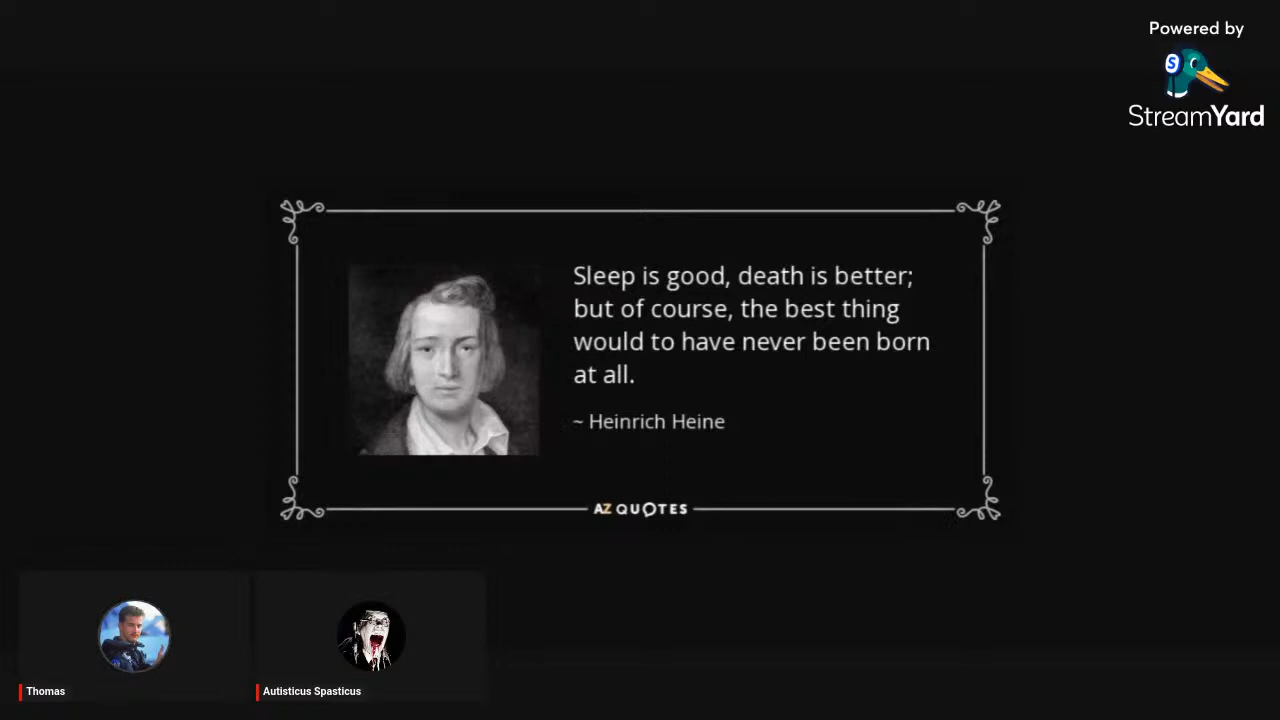 Powered by
S
StreamYard
Sleep is good, death is better;
but of course, the best thing
would to have never been born
at all.
~ Heinrich Heine
AZ QUOTES
Thomas
Autisticus Spasticus